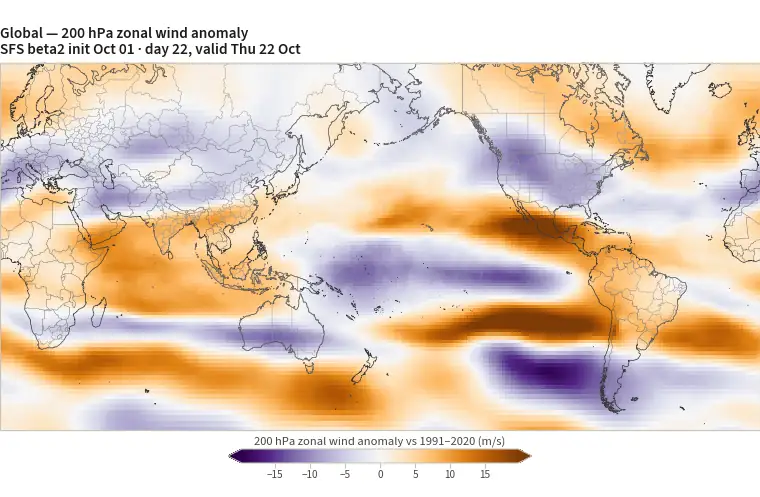 Global — 200 hPa zonal wind anomaly
SFS beta2 init Oct 01 · day 22, valid Thu 22 Oct
200 hPa zonal wind anomaly vs 1991–2020 (m/s)
−15 −10 −5 0 5 10 15